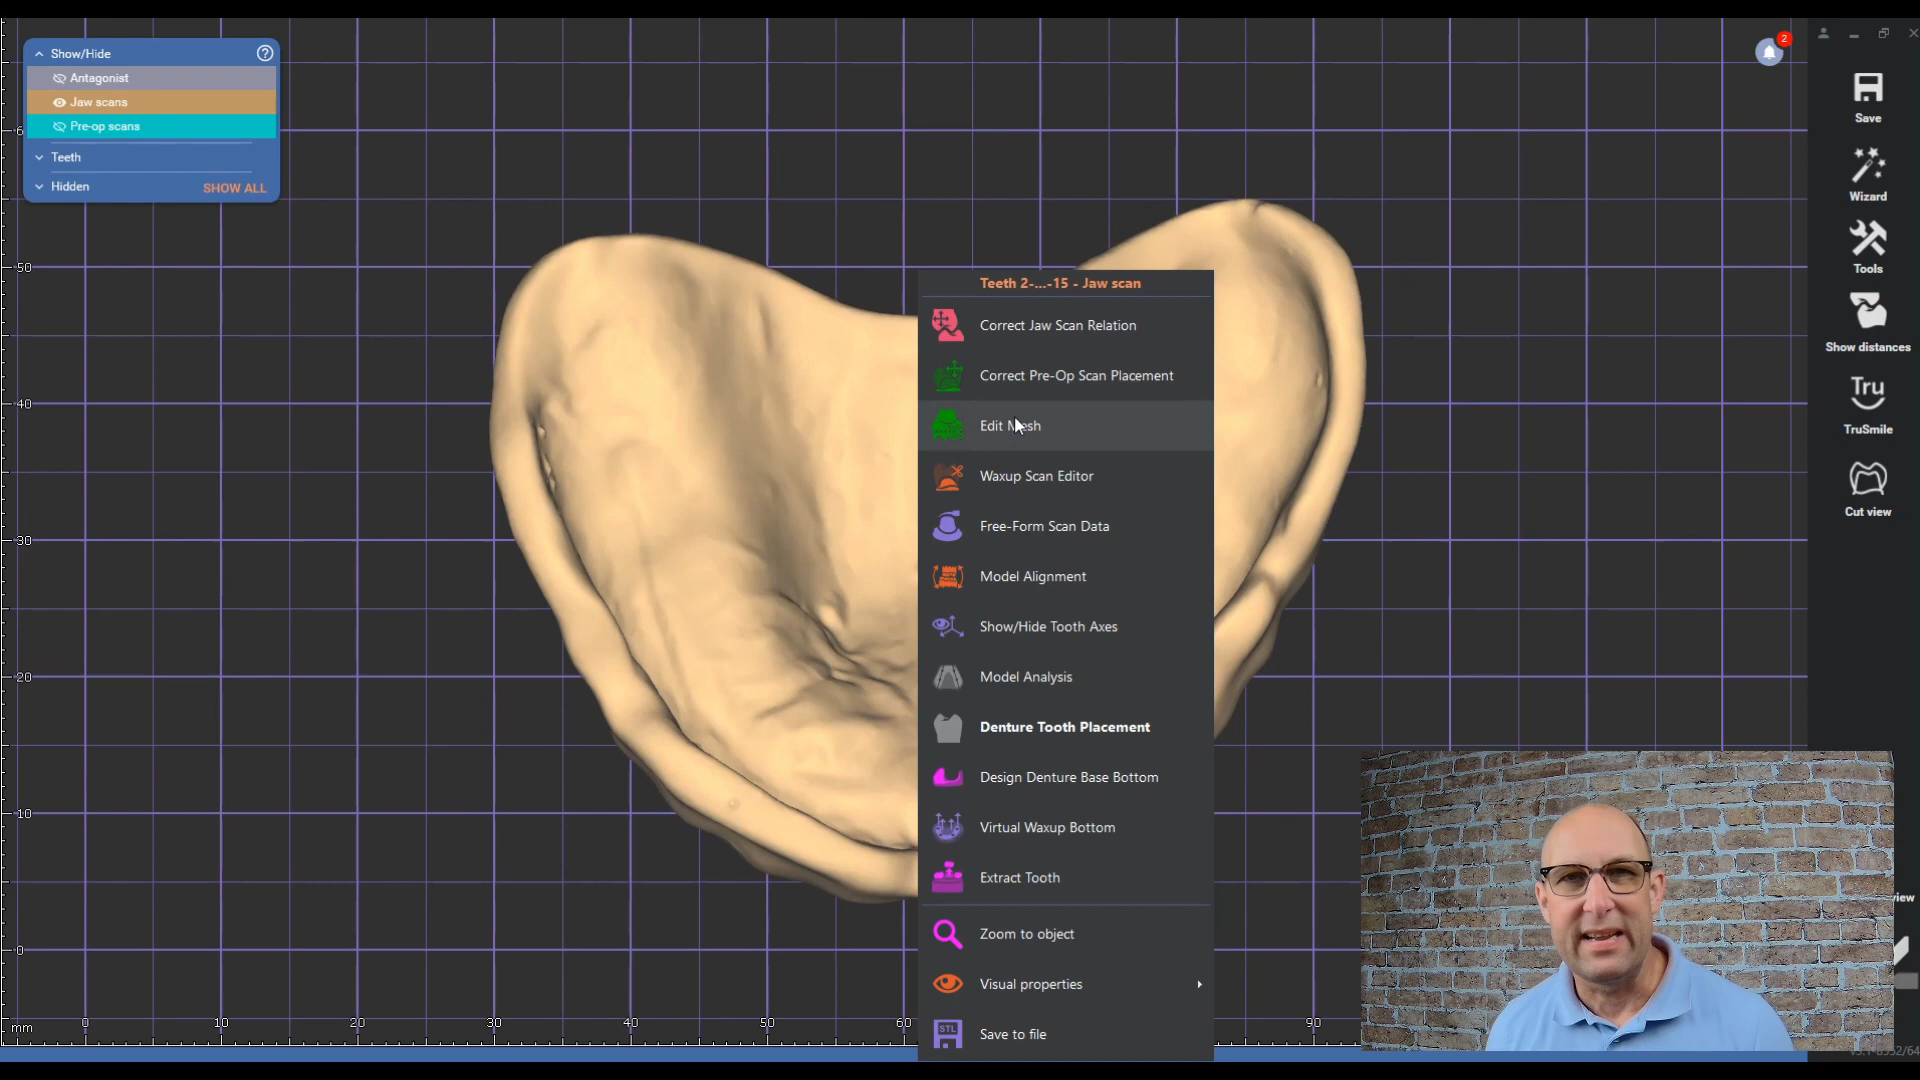 Show/Hide
?
Antagonist
Jaw scans
Pre-op scans
Teeth
Hidden
SHOW ALL
2
Save
Wizard
Tools
Show distances
Tru
TruSmile
Cut view
Teeth 2-...-15 - Jaw scan
Correct Jaw Scan Relation
Correct Pre-Op Scan Placement
Edit Mesh
Waxup Scan Editor
Free-Form Scan Data
Model Alignment
Show/Hide Tooth Axes
Model Analysis
Denture Tooth Placement
Design Denture Base Bottom
Virtual Waxup Bottom
Extract Tooth
Zoom to object
Visual properties
STL
Save to file
50
40
30
20
10
0
mm
0
10
20
30
40
50
60
90